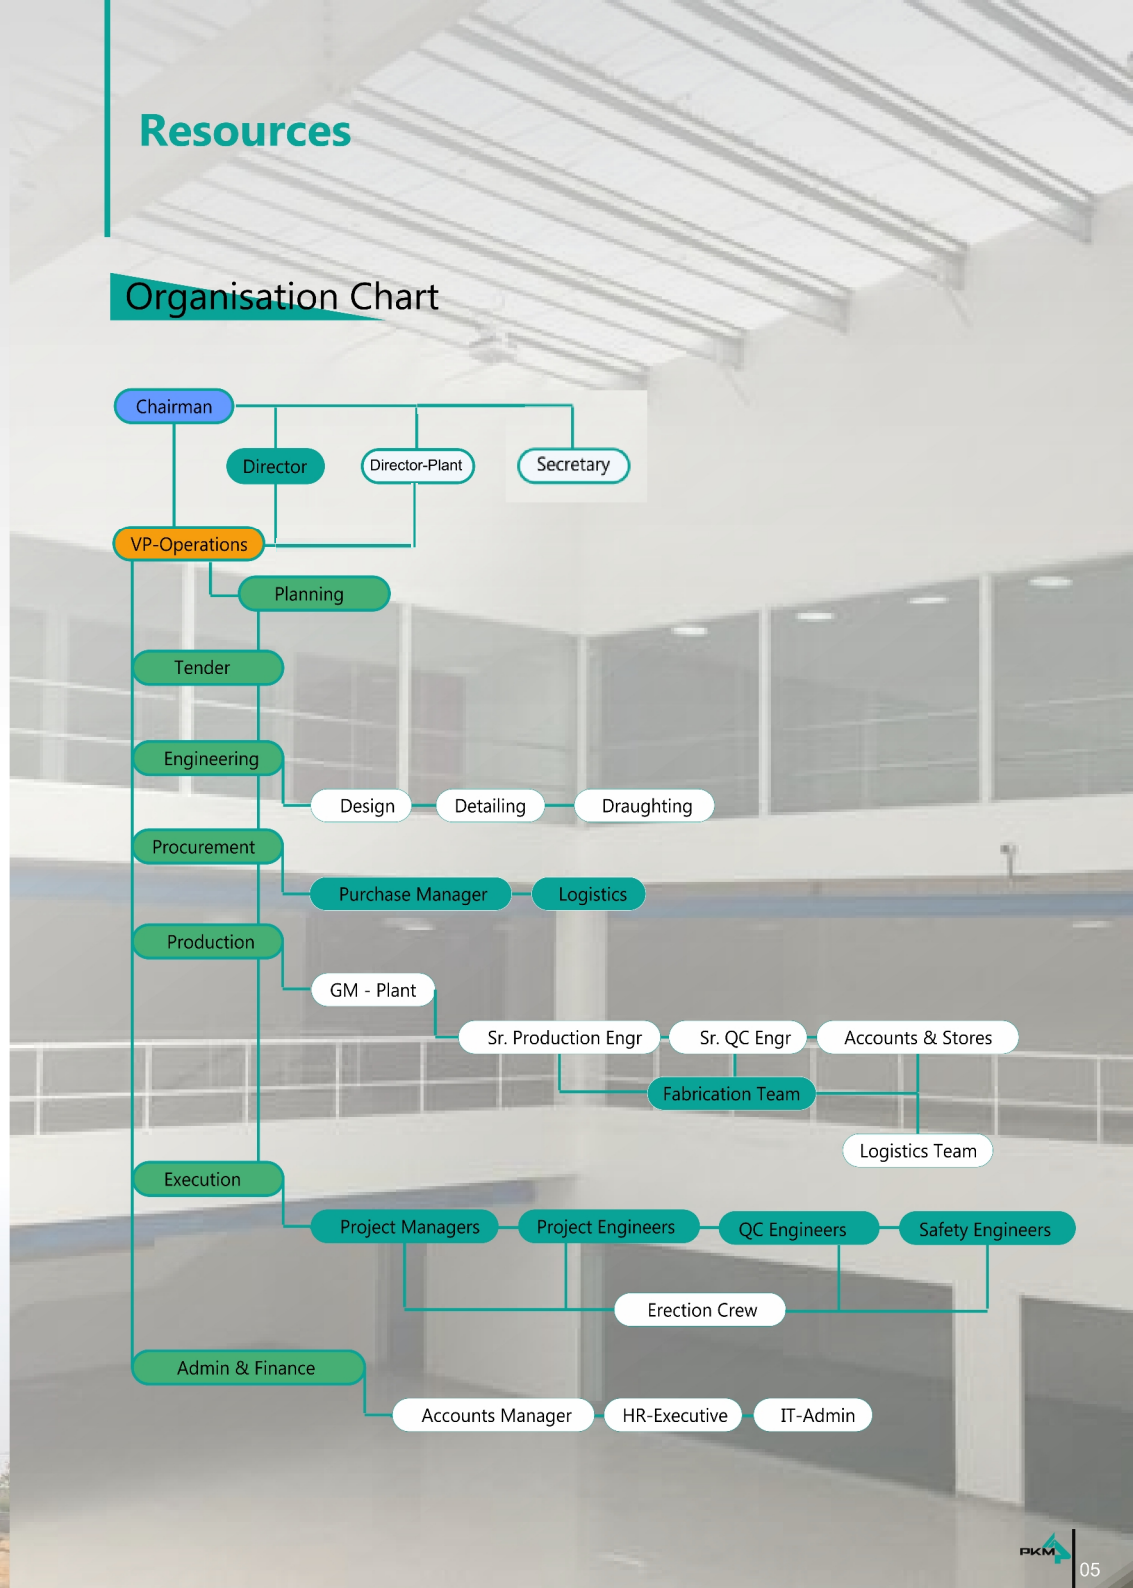 Resources
Organisation Chart
Chairman
Director
Director-Plant
Secretary
VP-Operations
Planning
Tender
Engineering
Design
Detailing
Draughting
Procurement
Purchase Manager
Logistics
Production
GM - Plant
Sr. Production Engr
Sr. QC Engr
Accounts & Stores
Fabrication Team
Logistics Team
Execution
Project Managers
Project Engineers
QC Engineers
Safety Engineers
Erection Crew
Admin & Finance
Accounts Manager
HR-Executive
IT-Admin
PKM
05